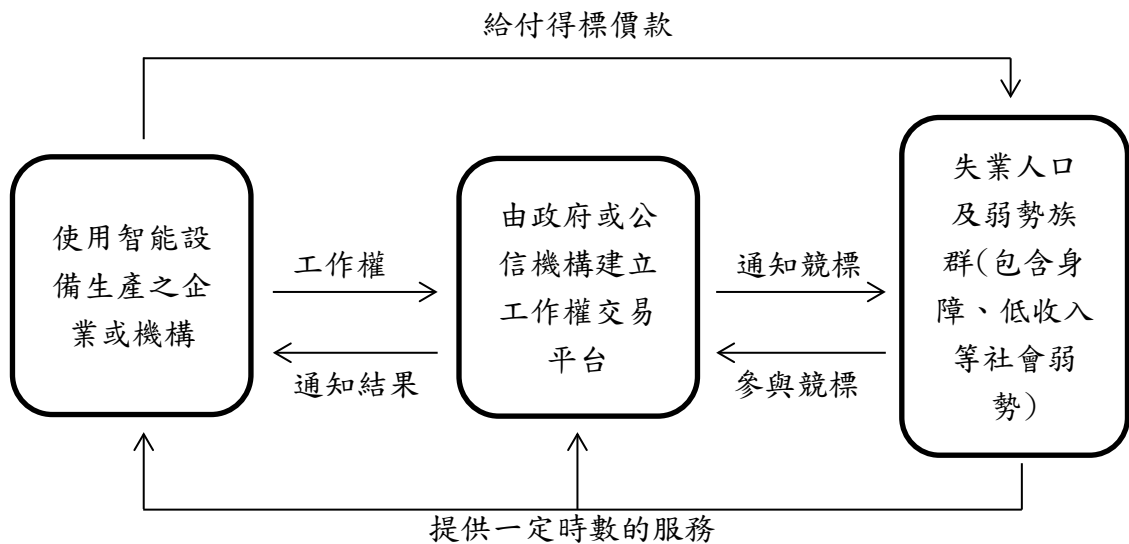 給付得標價款
使用智能設
備生產之企
業或機構
工作權
通知結果
由政府或公
信機構建立
工作權交易
平台
通知競標
參與競標
失業人口
及弱勢族
群(包含身
障、低收入
等社會弱
勢)
提供一定時數的服務